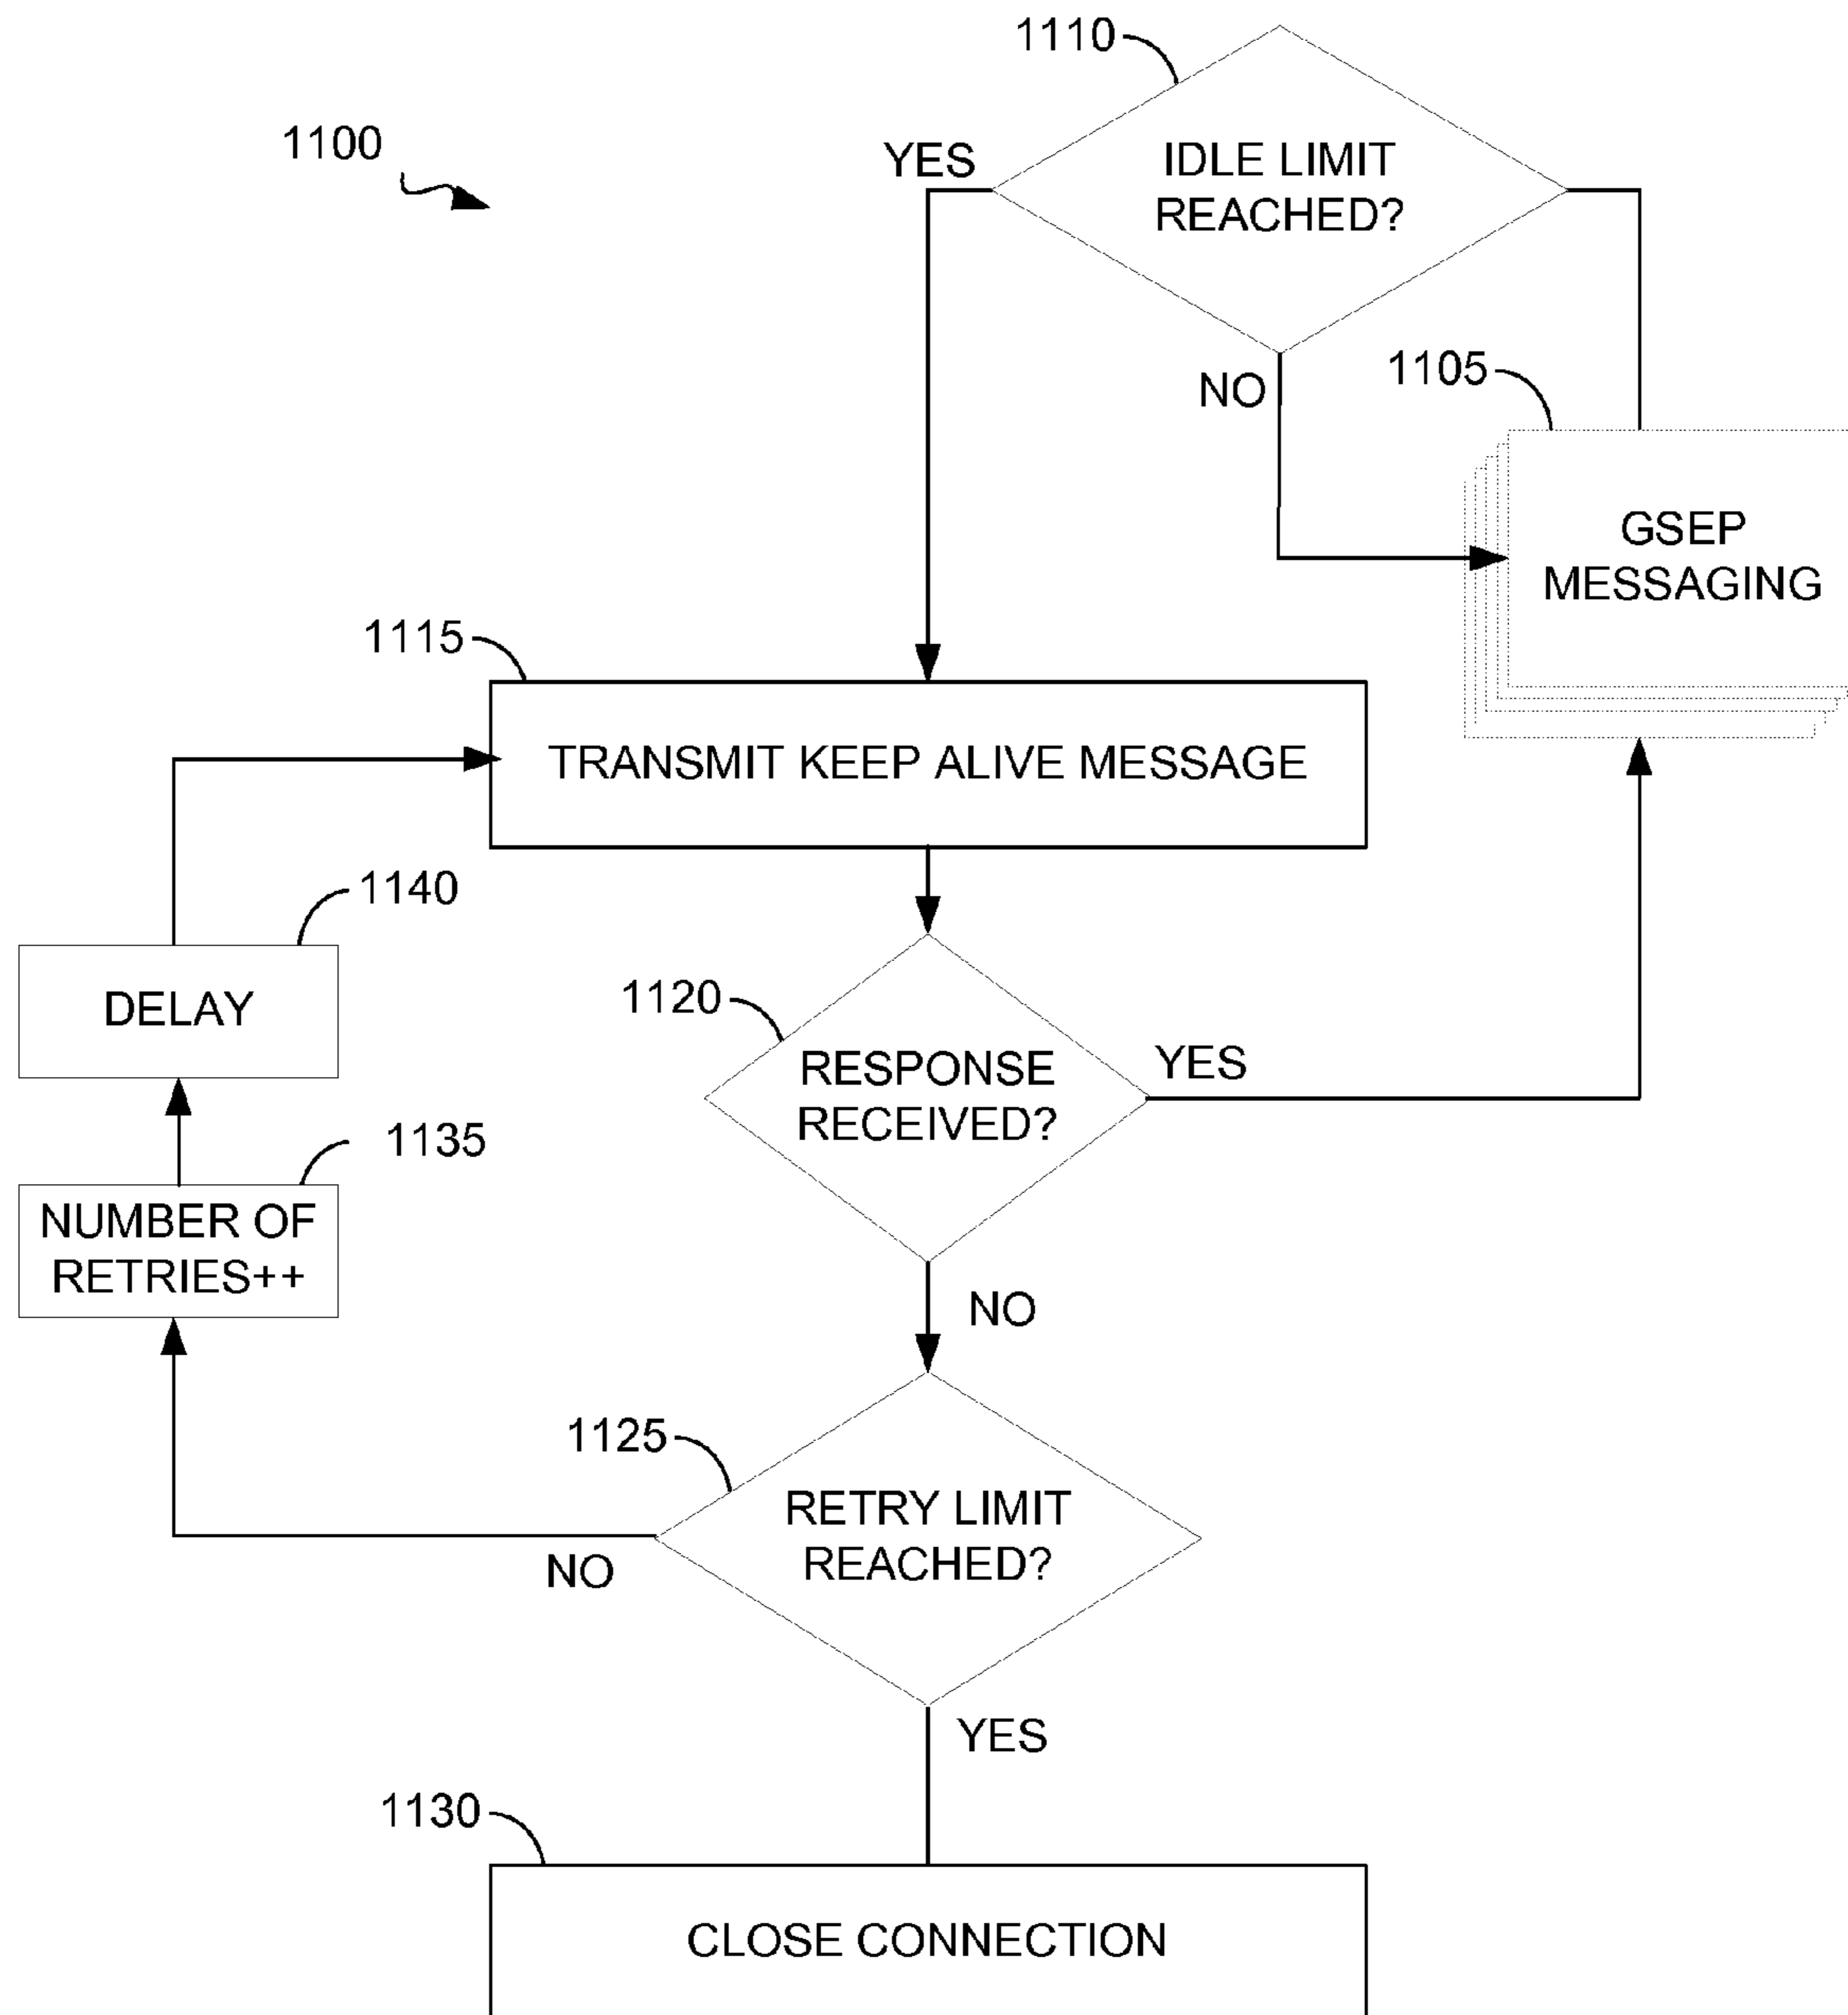 1110
1100
YES
IDLE LIMIT
REACHED?
NO
1105
GSEP
MESSAGING
1115
TRANSMIT KEEP ALIVE MESSAGE
1140
DELAY
1120
RESPONSE
RECEIVED?
YES
1135
NUMBER OF
RETRIES++
NO
1125
RETRY LIMIT
REACHED?
NO
YES
1130
CLOSE CONNECTION